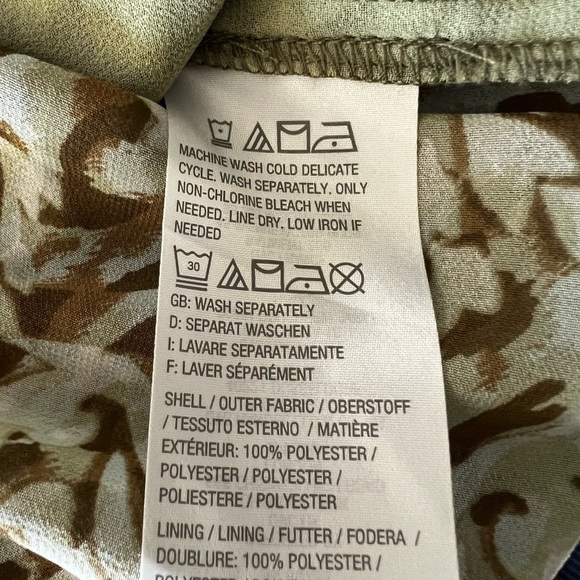 MACHINE WASH COLD DELICATE
CYCLE. WASH SEPARATELY. ONLY
NON-CHLORINE BLEACH WHEN
NEEDED. LINE DRY. LOW IRON IF
NEEDED
30
GB: WASH SEPARATELY
D: SEPARAT WASCHEN
I: LAVARE SEPARATAMENTE
F: LAVER SÉPARÉMENT
SHELL / OUTER FABRIC / OBERSTOFF
/ TESSUTO ESTERNO / MATIÈRE
EXTÉRIEUR: 100% POLYESTER /
POLYESTER / POLYESTER /
POLIESTERE / POLYESTER
LINING / LINING / FUTTER / FODERA /
DOUBLURE: 100% POLYESTER /